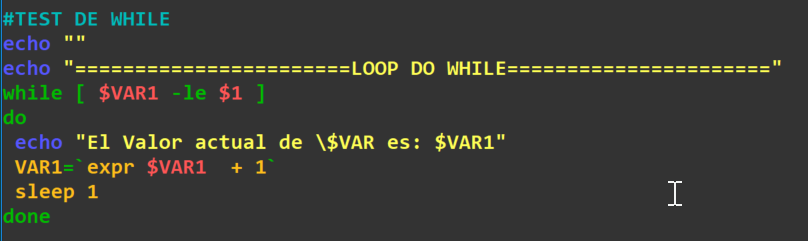 #TEST DE WHILE
echo ""
echo "=======================LOOP DO WHILE======================"
while [ $VAR1 -le $1 ]
do
 echo "El Valor actual de \$VAR es: $VAR1"
 VAR1=`expr $VAR1  + 1`
 sleep 1
done